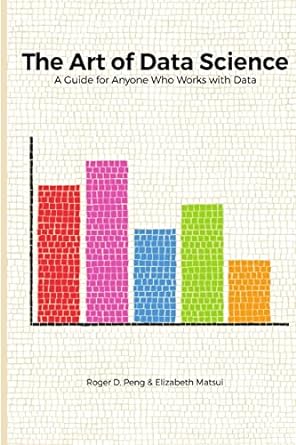 The Art of Data Science
A Guide for Anyone Who Works with Data
Roger D. Peng & Elizabeth Matsui